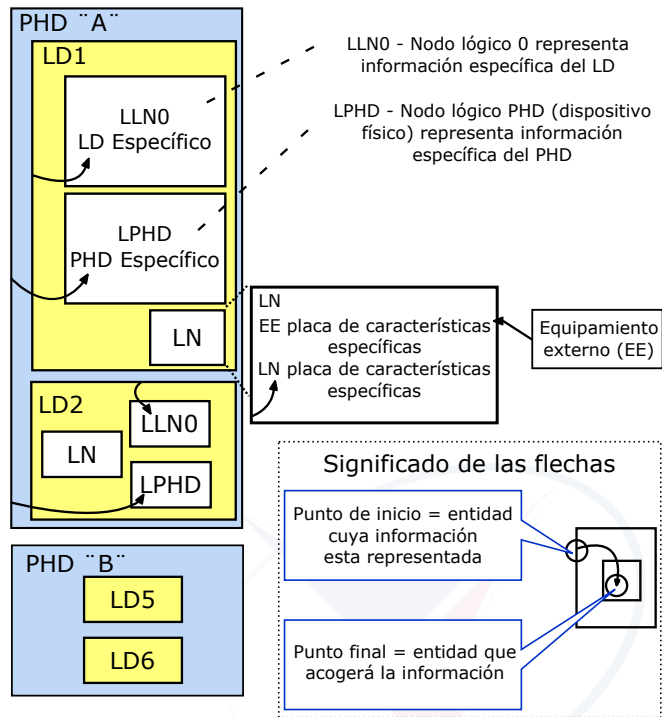 PHD ¨A¨
LD1
LLN0
LD Específico
LPHD
PHD Específico
LN
LD2
LLN0
LN
LPHD
PHD ¨B¨
LD5
LD6
LLN0 - Nodo lógico 0 representa
información específica del LD
LPHD - Nodo lógico PHD (dispositivo
físico) representa información
específica del PHD
LN
EE placa de características
específicas
LN placa de características
específicas
Equipamiento
externo (EE)
Significado de las flechas
Punto de inicio = entidad
cuya información
esta representada
Punto final = entidad que
acogerá la información